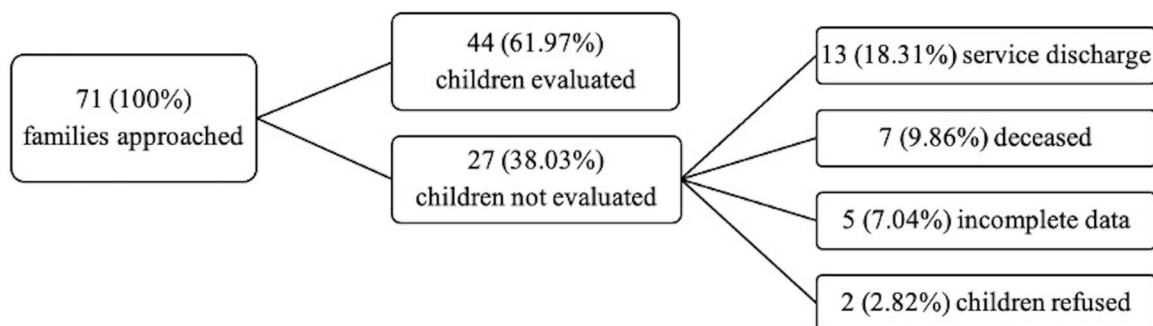 71 (100%)
families approached
44 (61.97%)
children evaluated
27 (38.03%)
children not evaluated
13 (18.31%) service discharge
7 (9.86%) deceased
5 (7.04%) incomplete data
2 (2.82%) children refused